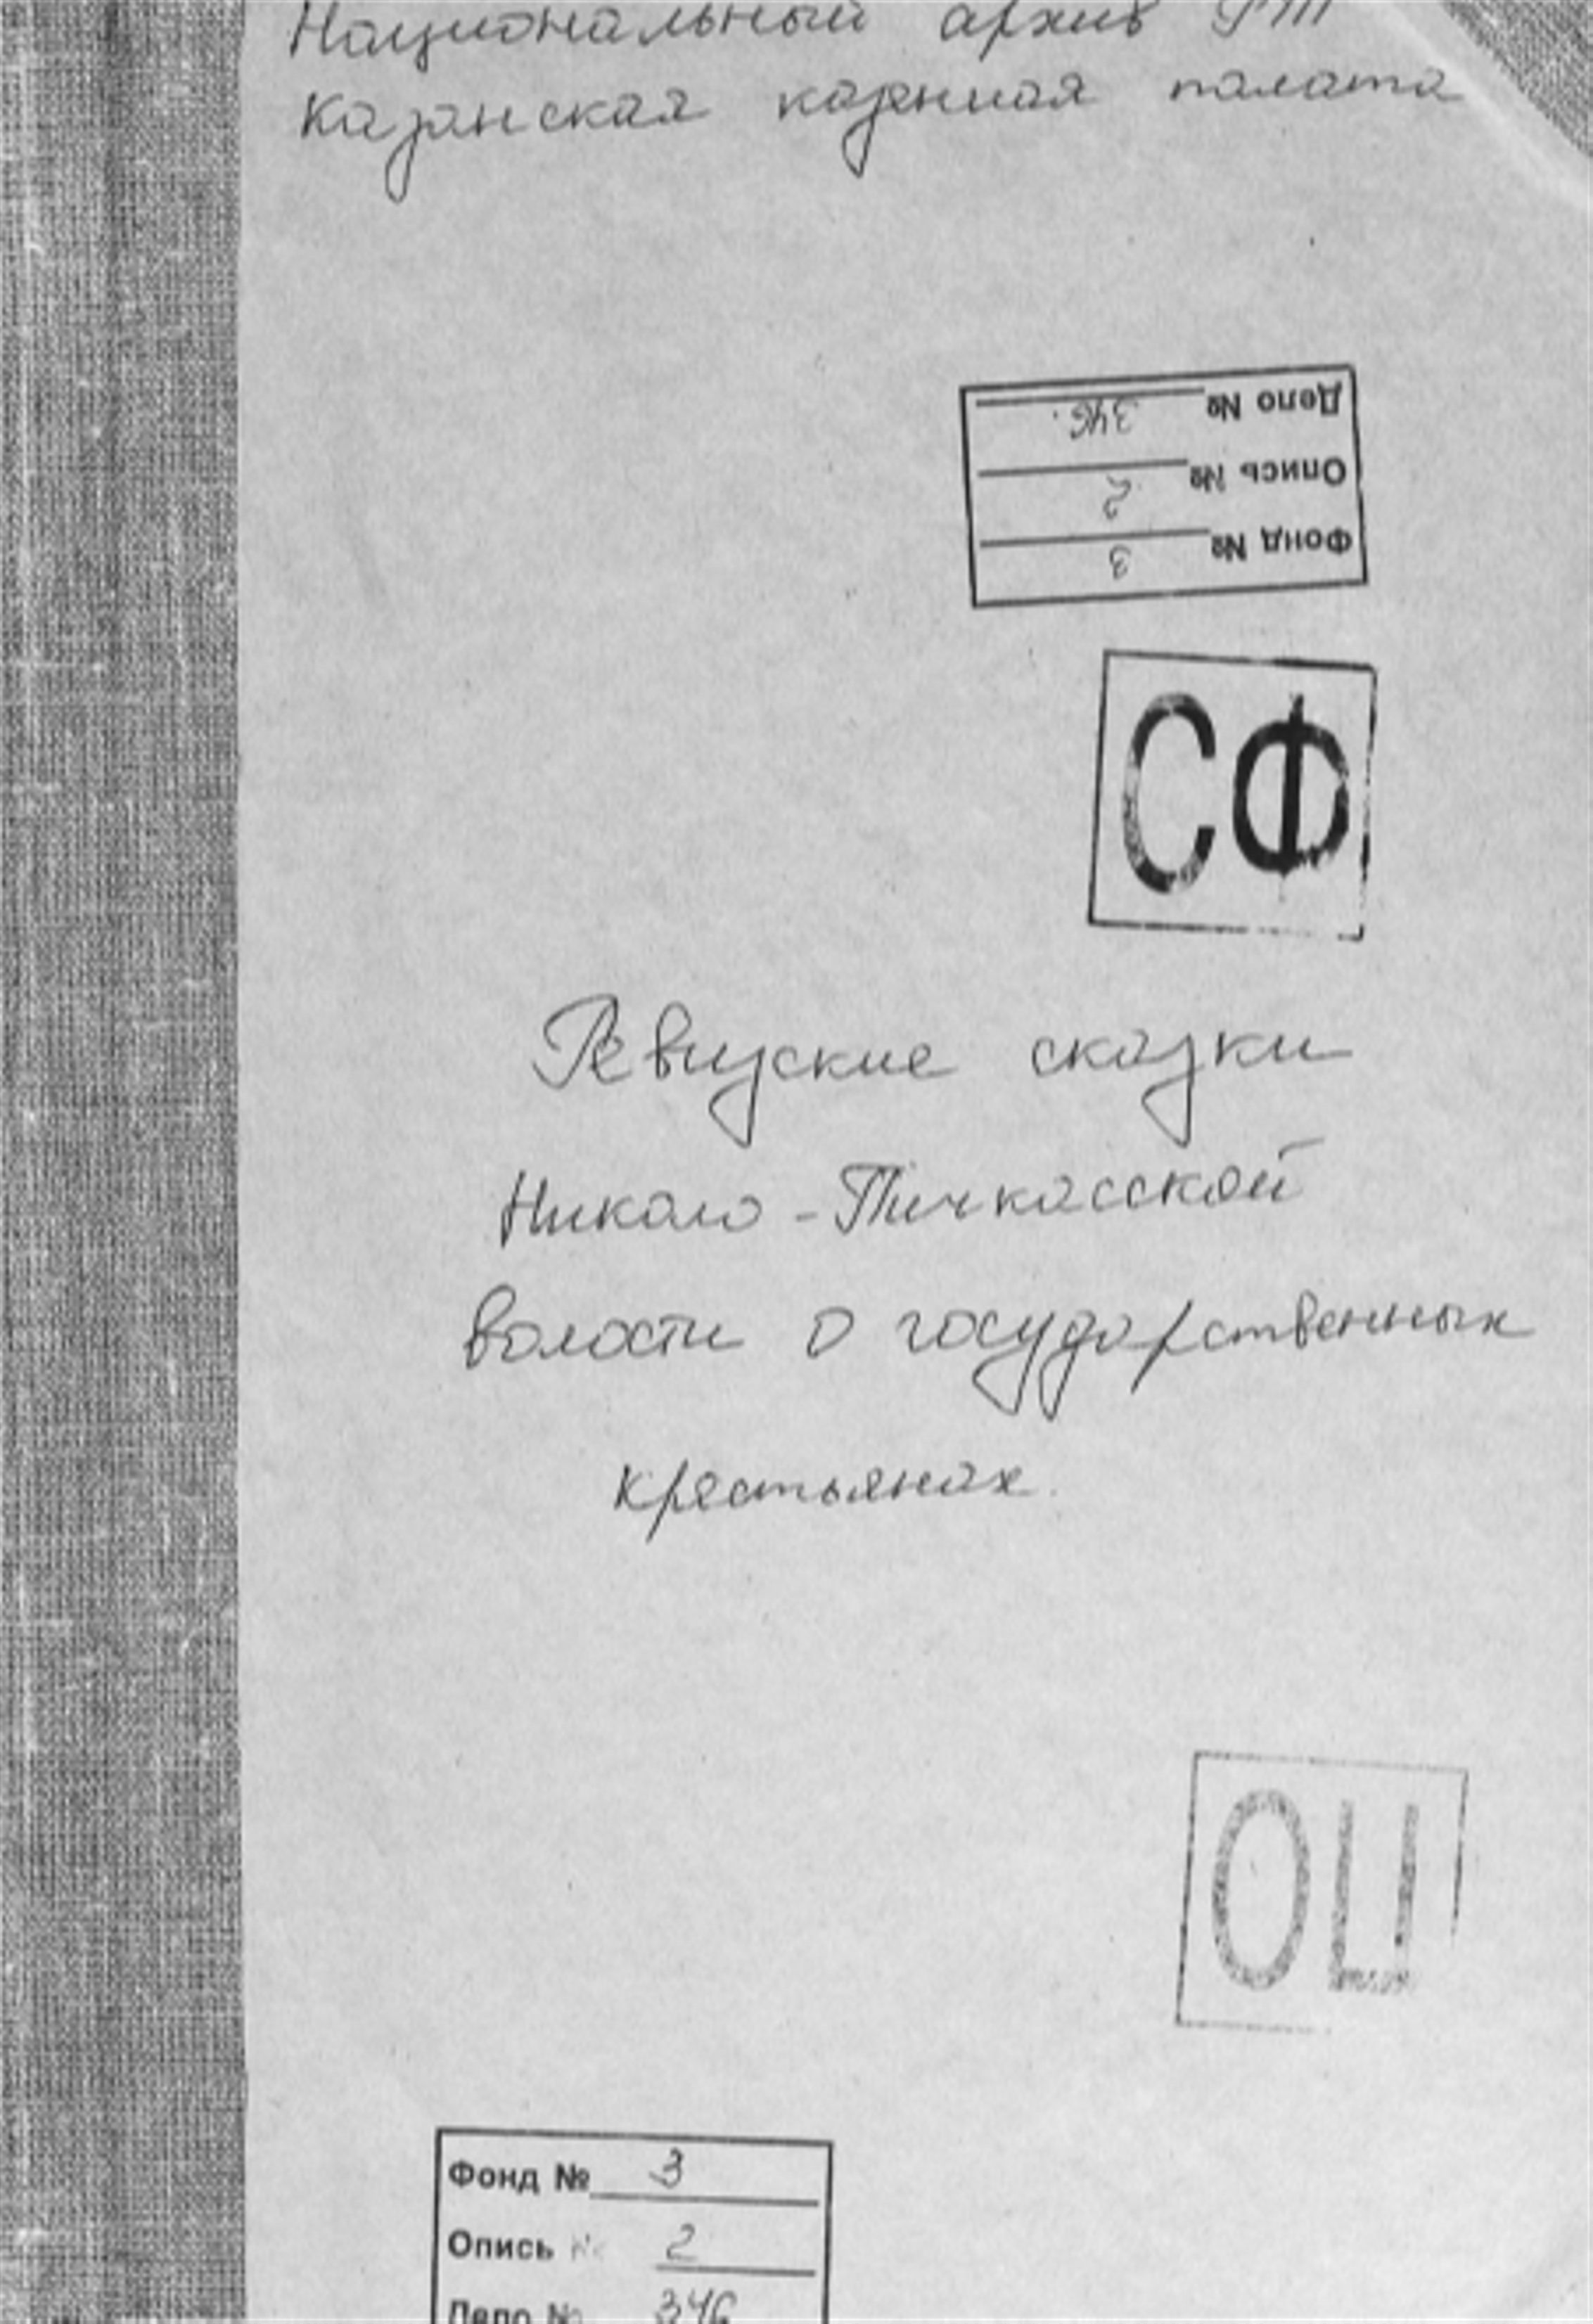 Национальный архив РТ
Казанская казенная палата
Дело № 346.
Опись № 2
Фонд № 3
СФ
Ревизские сказки
Николо-Пичкасской
волости о государственных
крестьянах.
ОЦ
Фонд № 3
Опись № 2
Дело № 346